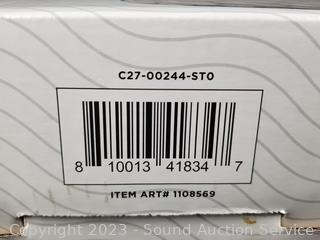 C27-00244-ST0
8 10013 41834 7
ITEM ART# 1108569
Copyright 2023 - Sound Auction Service